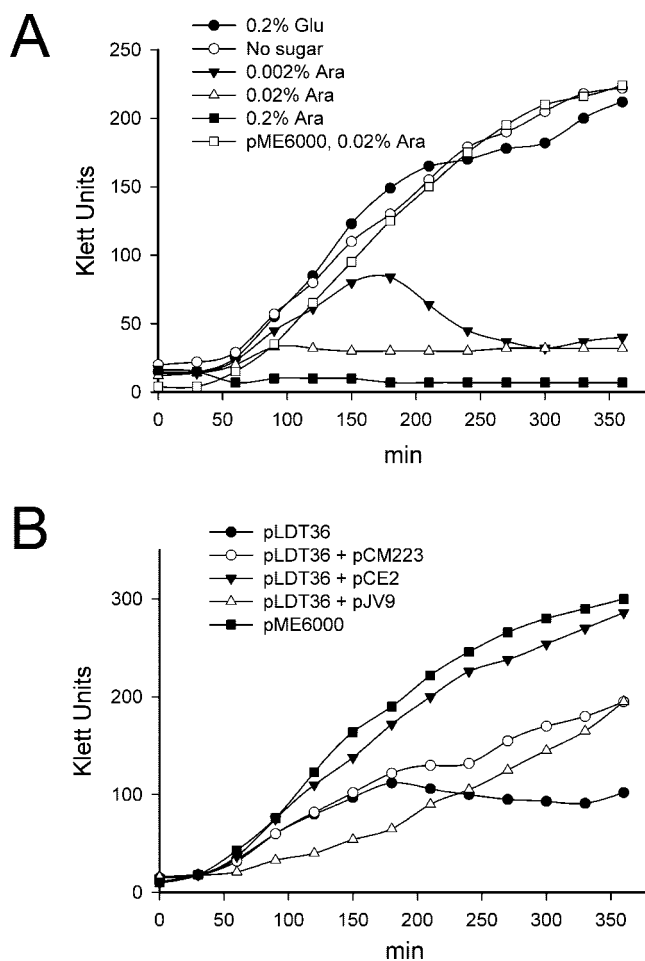 A
0.2% Glu
No sugar
0.002% Ara
0.02% Ara
0.2% Ara
pME6000, 0.02% Ara
250
200
150
100
50
0
Klett Units
0 50 100 150 200 250 300 350
min
B
pLDT36
pLDT36 + pCM223
pLDT36 + pCE2
pLDT36 + pJV9
pME6000
300
200
100
0
Klett Units
0 50 100 150 200 250 300 350
min